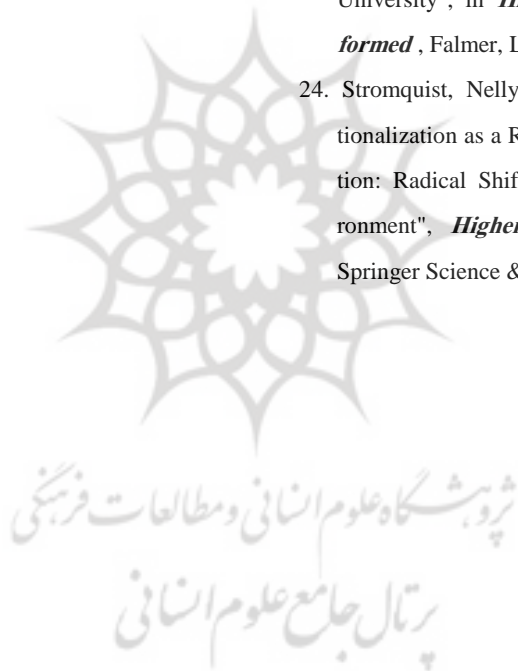 University , in
formed , Falmer, L
24. Stromquist, Nelly
tionalization as a R
tion: Radical Shif
ronment", Higher
Springer Science &
پژوهشگاه علوم انسانی و مطالعات فرهنگی
پرتال جامع علوم انسانی